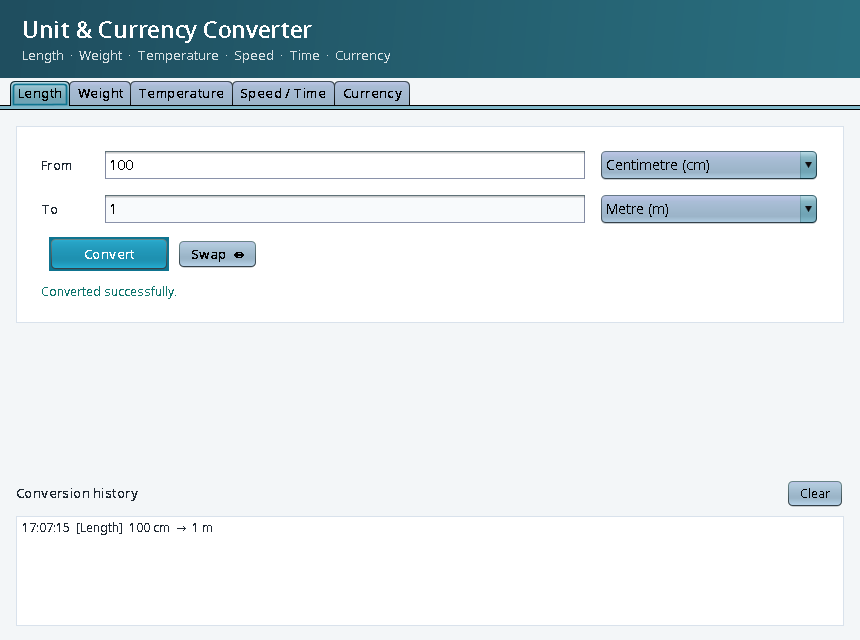 Unit & Currency Converter
Length · Weight · Temperature · Speed · Time · Currency
Length Weight Temperature Speed / Time Currency
From 100 Centimetre (cm)
To 1 Metre (m)
Convert Swap ⇔
Converted successfully.
Conversion history Clear
17:07:15 [Length] 100 cm → 1 m